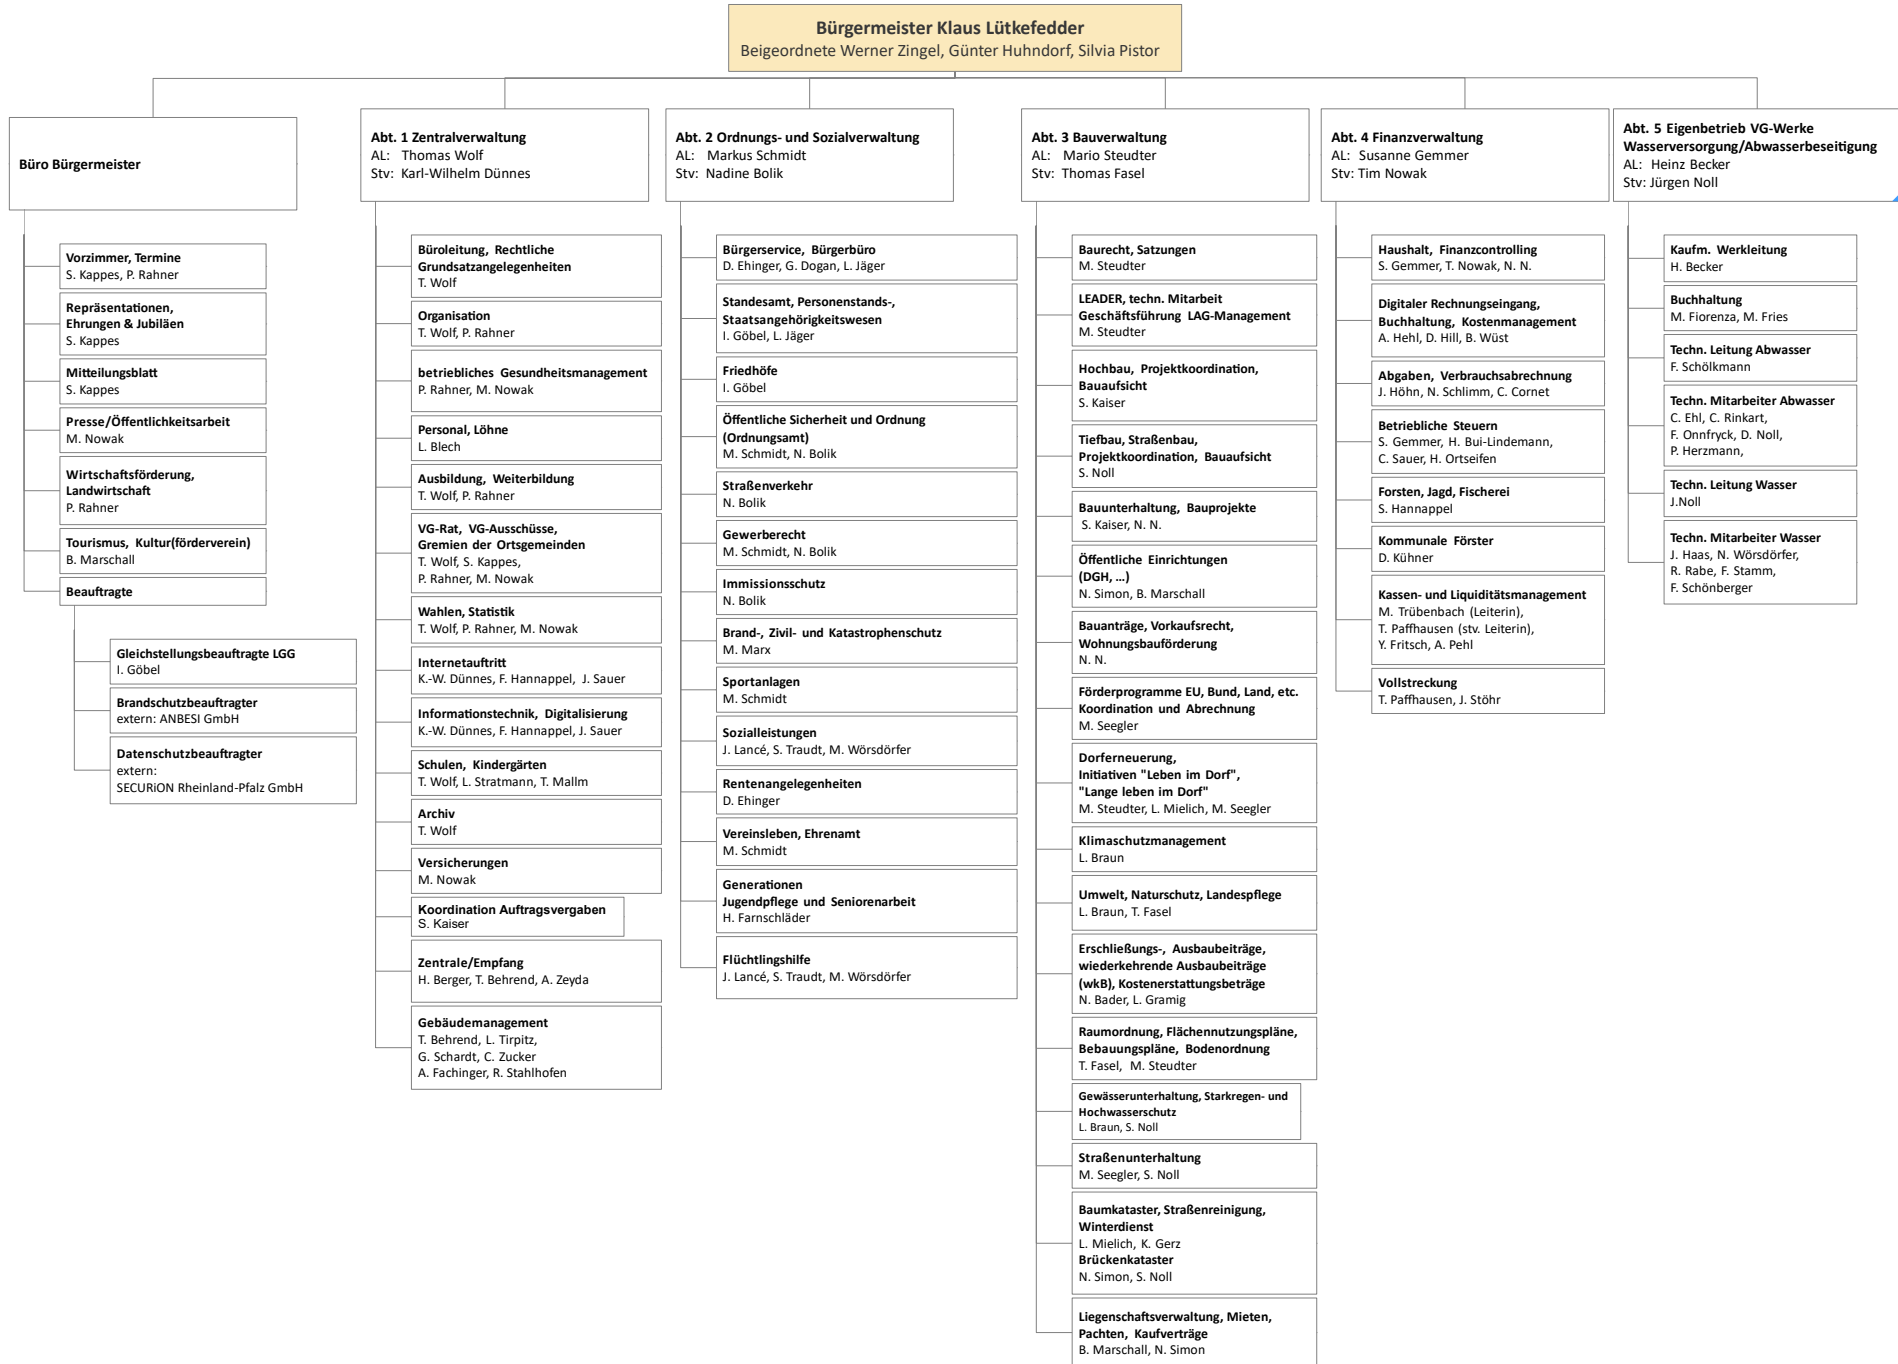 Bürgermeister Klaus Lütkefedder
Beigeordnete Werner Zingel, Günter Huhndorf, Silvia Pistor
Büro Bürgermeister
Vorzimmer, Termine
S. Kappes, P. Rahner
Repräsentationen,
Ehrungen & Jubiläen
S. Kappes
Mitteilungsblatt
S. Kappes
Presse/Öffentlichkeitsarbeit
M. Nowak
Wirtschaftsförderung,
Landwirtschaft
P. Rahner
Tourismus, Kultur(förderverein)
B. Marschall
Beauftragte
Gleichstellungsbeauftragte LGG
I. Göbel
Brandschutzbeauftragter
extern: ANBESI GmbH
Datenschutzbeauftragter
extern:
SECURiON Rheinland-Pfalz GmbH
Abt. 1 Zentralverwaltung
AL: Thomas Wolf
Stv: Karl-Wilhelm Dünnes
Büroleitung, Rechtliche
Grundsatzangelegenheiten
T. Wolf
Organisation
T. Wolf, P. Rahner
betriebliches Gesundheitsmanagement
P. Rahner, M. Nowak
Personal, Löhne
L. Blech
Ausbildung, Weiterbildung
T. Wolf, P. Rahner
VG-Rat, VG-Ausschüsse,
Gremien der Ortsgemeinden
T. Wolf, S. Kappes,
P. Rahner, M. Nowak
Wahlen, Statistik
T. Wolf, P. Rahner, M. Nowak
Internetauftritt
K.-W. Dünnes, F. Hannappel, J. Sauer
Informationstechnik, Digitalisierung
K.-W. Dünnes, F. Hannappel, J. Sauer
Schulen, Kindergärten
T. Wolf, L. Stratmann, T. Mallm
Archiv
T. Wolf
Versicherungen
M. Nowak
Koordination Auftragsvergaben
S. Kaiser
Zentrale/Empfang
H. Berger, T. Behrend, A. Zeyda
Gebäudemanagement
T. Behrend, L. Tirpitz,
G. Schardt, C. Zucker
A. Fachinger, R. Stahlhofen
Abt. 2 Ordnungs- und Sozialverwaltung
AL: Markus Schmidt
Stv: Nadine Bolik
Bürgerservice, Bürgerbüro
D. Ehinger, G. Dogan, L. Jäger
Standesamt, Personenstands-,
Staatsangehörigkeitswesen
I. Göbel, L. Jäger
Friedhöfe
I. Göbel
Öffentliche Sicherheit und Ordnung
(Ordnungsamt)
M. Schmidt, N. Bolik
Straßenverkehr
N. Bolik
Gewerberecht
M. Schmidt, N. Bolik
Immissionsschutz
N. Bolik
Brand-, Zivil- und Katastrophenschutz
M. Marx
Sportanlagen
M. Schmidt
Sozialleistungen
J. Lancé, S. Traudt, M. Wörsdörfer
Rentenangelegenheiten
D. Ehinger
Vereinsleben, Ehrenamt
M. Schmidt
Generationen
Jugendpflege und Seniorenarbeit
H. Farnschläder
Flüchtlingshilfe
J. Lancé, S. Traudt, M. Wörsdörfer
Abt. 3 Bauverwaltung
AL: Mario Steudter
Stv: Thomas Fasel
Baurecht, Satzungen
M. Steudter
LEADER, techn. Mitarbeit
Geschäftsführung LAG-Management
M. Steudter
Hochbau, Projektkoordination,
Bauaufsicht
S. Kaiser
Tiefbau, Straßenbau,
Projektkoordination, Bauaufsicht
S. Noll
Bauunterhaltung, Bauprojekte
S. Kaiser, N. N.
Öffentliche Einrichtungen
(DGH, ...)
N. Simon, B. Marschall
Bauanträge, Vorkaufsrecht,
Wohnungsbauförderung
N. N.
Förderprogramme EU, Bund, Land, etc.
Koordination und Abrechnung
M. Seegler
Dorferneuerung,
Initiativen "Leben im Dorf",
"Lange leben im Dorf"
M. Steudter, L. Mielich, M. Seegler
Klimaschutzmanagement
L. Braun
Umwelt, Naturschutz, Landespflege
L. Braun, T. Fasel
Erschließungs-, Ausbaubeiträge,
wiederkehrende Ausbaubeiträge
(wkB), Kostenerstattungsbeträge
N. Bader, L. Gramig
Raumordnung, Flächennutzungspläne,
Bebauungspläne, Bodenordnung
T. Fasel, M. Steudter
Gewässerunterhaltung, Starkregen- und
Hochwasserschutz
L. Braun, S. Noll
Straßenunterhaltung
M. Seegler, S. Noll
Baumkataster, Straßenreinigung,
Winterdienst
L. Mielich, K. Gerz
Brückenkataster
N. Simon, S. Noll
Liegenschaftsverwaltung, Mieten,
Pachten, Kaufverträge
B. Marschall, N. Simon
Abt. 4 Finanzverwaltung
AL: Susanne Gemmer
Stv: Tim Nowak
Haushalt, Finanzcontrolling
S. Gemmer, T. Nowak, N. N.
Digitaler Rechnungseingang,
Buchhaltung, Kostenmanagement
A. Hehl, D. Hill, B. Wüst
Abgaben, Verbrauchsabrechnung
J. Höhn, N. Schlimm, C. Cornet
Betriebliche Steuern
S. Gemmer, H. Bui-Lindemann,
C. Sauer, H. Ortseifen
Forsten, Jagd, Fischerei
S. Hannappel
Kommunale Förster
D. Kühner
Kassen- und Liquiditätsmanagement
M. Trübenbach (Leiterin),
T. Paffhausen (stv. Leiterin),
Y. Fritsch, A. Pehl
Vollstreckung
T. Paffhausen, J. Stöhr
Abt. 5 Eigenbetrieb VG-Werke
Wasserversorgung/Abwasserbeseitigung
AL: Heinz Becker
Stv: Jürgen Noll
Kaufm. Werkleitung
H. Becker
Buchhaltung
M. Fiorenza, M. Fries
Techn. Leitung Abwasser
F. Schölkmann
Techn. Mitarbeiter Abwasser
C. Ehl, C. Rinkart,
F. Onnfryck, D. Noll,
P. Herzmann,
Techn. Leitung Wasser
J.Noll
Techn. Mitarbeiter Wasser
J. Haas, N. Wörsdörfer,
R. Rabe, F. Stamm,
F. Schönberger